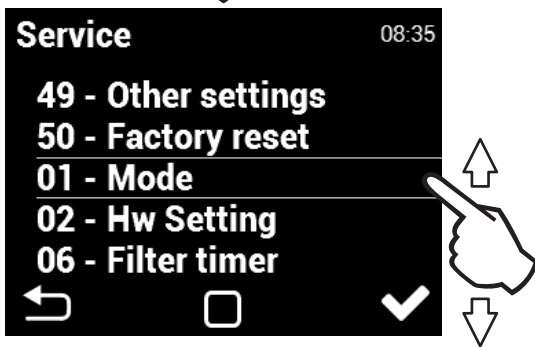 Service 08:35
49 - Other settings
50 - Factory reset
01 - Mode
02 - Hw Setting
06 - Filter timer